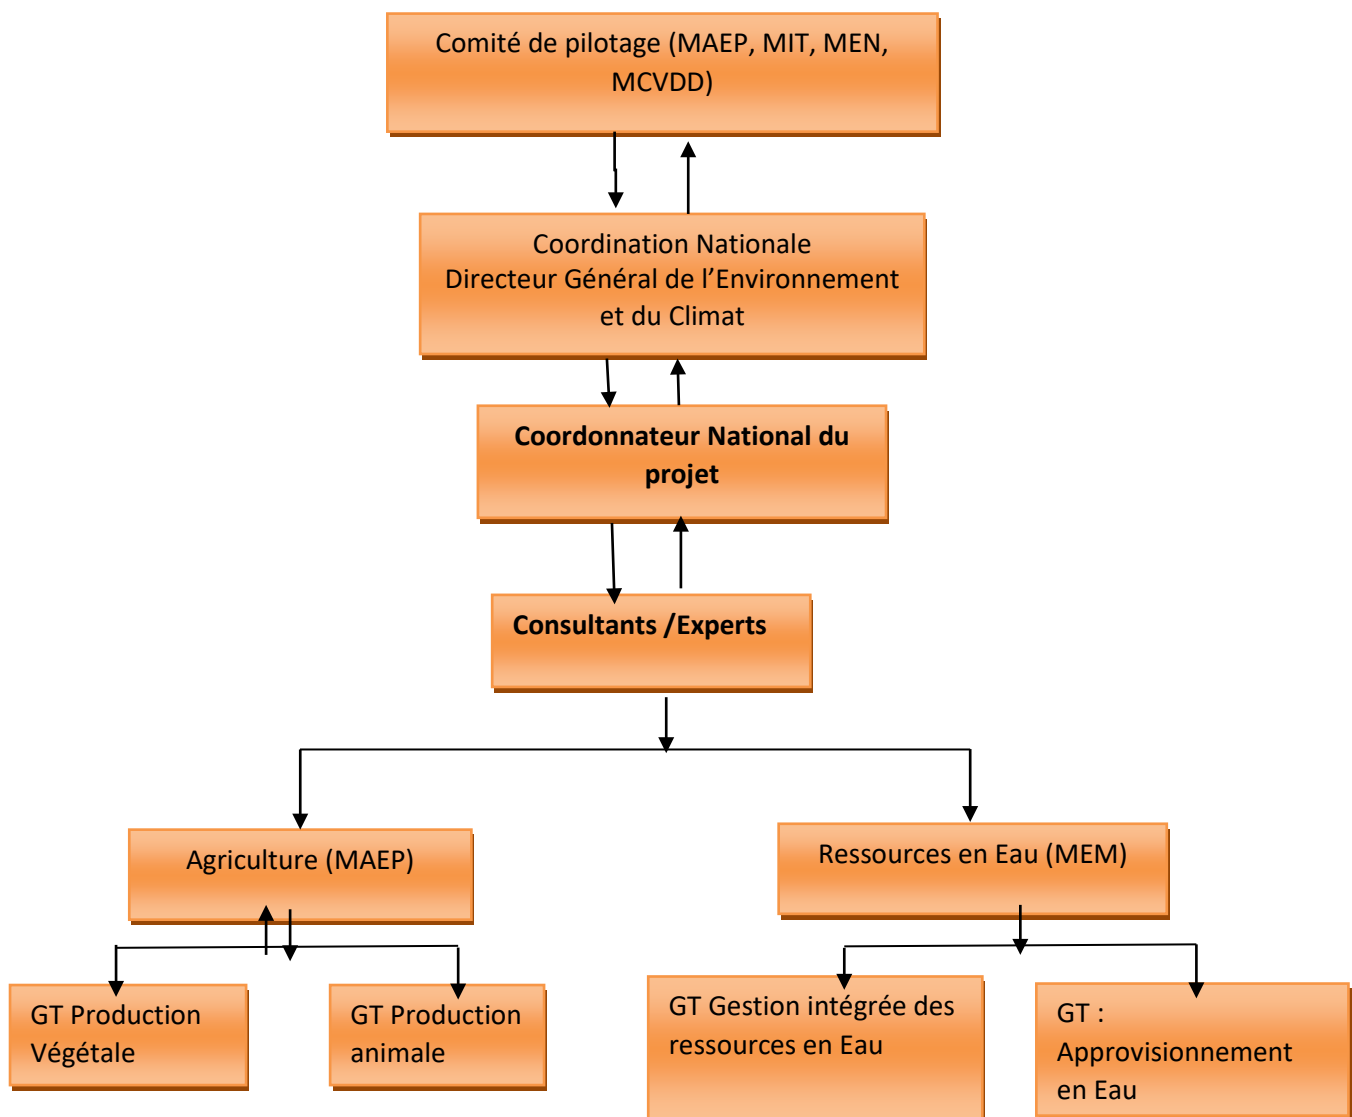 Comité de pilotage (MAEP, MIT, MEN,
MCVDD)
Coordination Nationale
Directeur Général de l’Environnement
et du Climat
Coordonnateur National du
projet
Consultants /Experts
Agriculture (MAEP)
Ressources en Eau (MEM)
GT Production
Végétale
GT Production
animale
GT Gestion intégrée des
ressources en Eau
GT :
Approvisionnement
en Eau